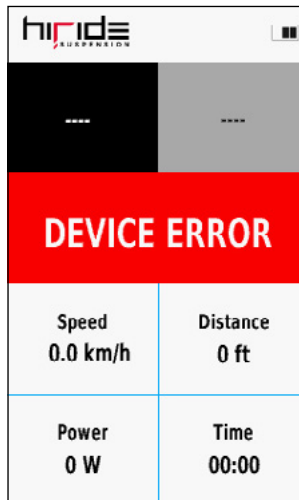 hiride
SUSPENSION
---- ----
DEVICE ERROR
Speed Distance
0.0 km/h 0 ft
Power Time
0 W 00:00